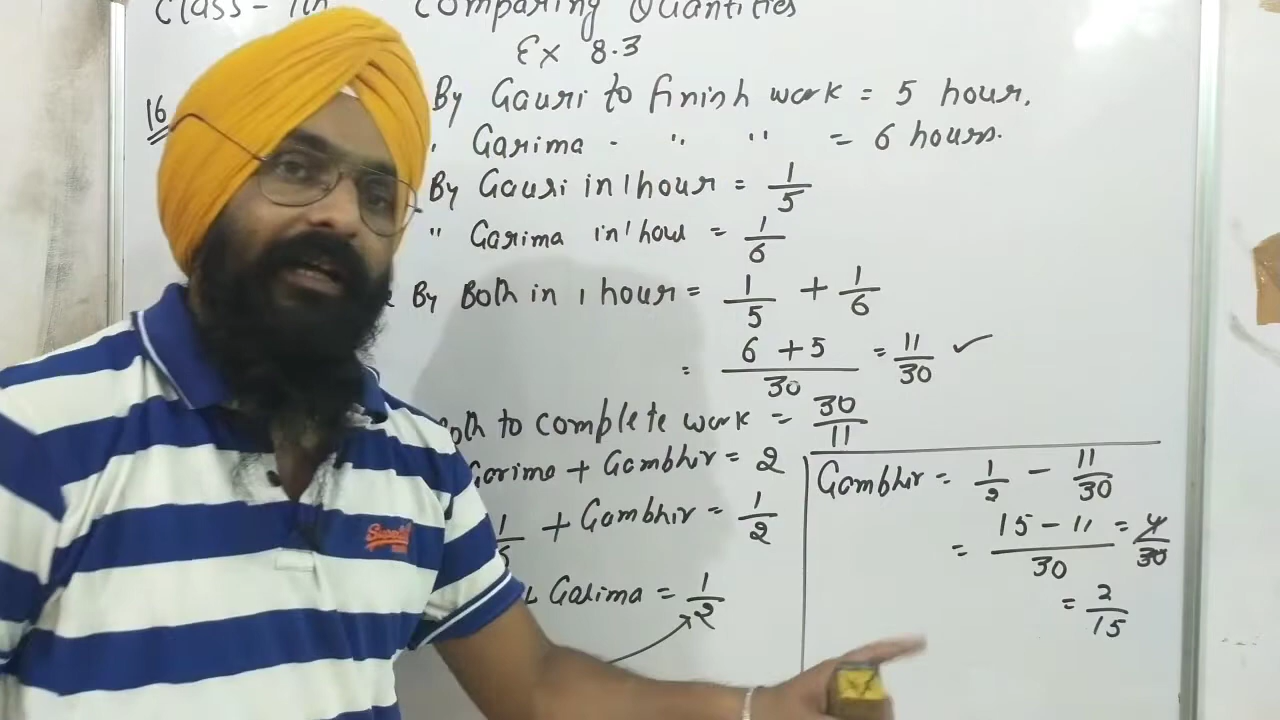 Class - 7th Comparing Quantities
Ex 8.3
16 By Gauri to finish work = 5 hour.
" Garima - " " = 6 hours.
By Gauri in 1 hour = 1/5
" Garima in 1 hour = 1/6
By Both in 1 hour = 1/5 + 1/6
= 6 + 5 / 30 = 11/30 ✓
to complete work = 30/11
Garima + Gambhir = 2
+ Gambhir = 1/2
Garima = 1/2
Gambhir = 1/2 - 11/30
= 15 - 11 / 30 = 4/30
= 2/15
Superdry